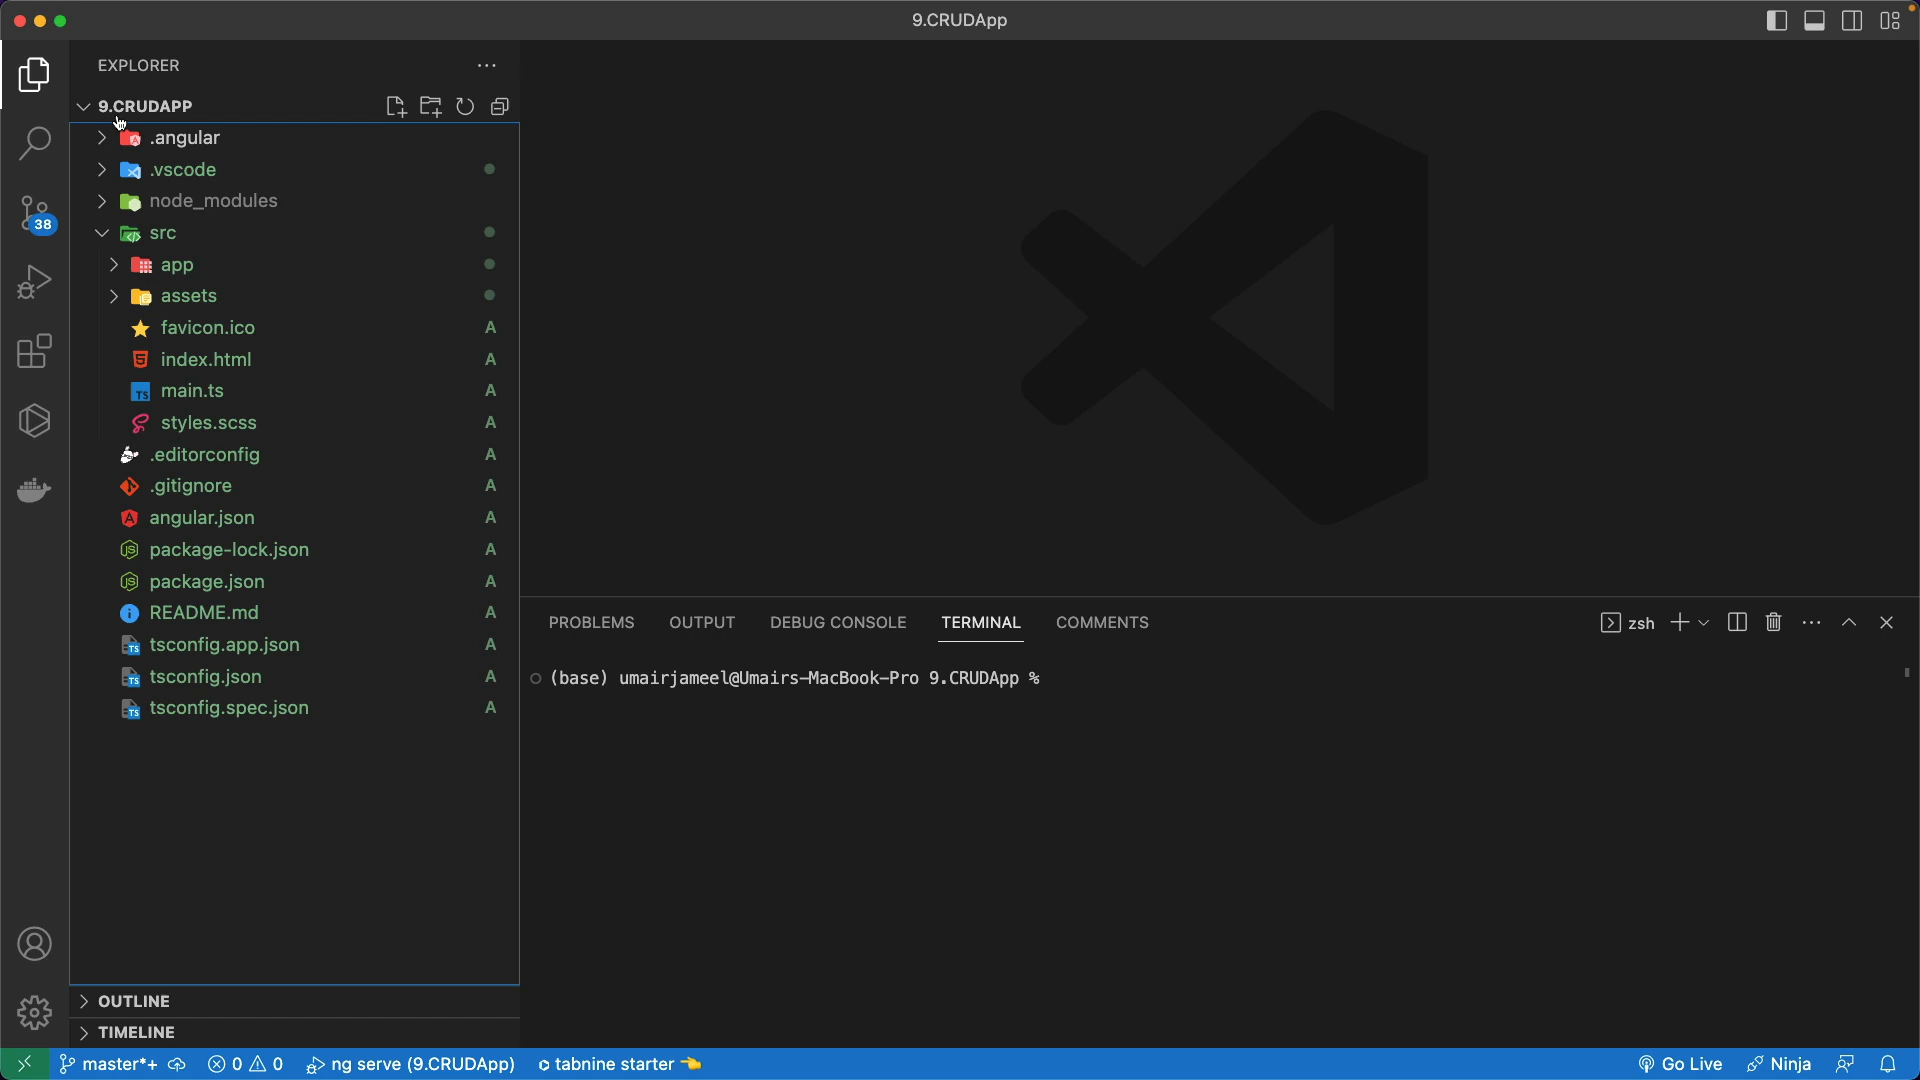 9.CRUDApp
EXPLORER
9.CRUDAPP
.angular
.vscode
node_modules
src
app
assets
favicon.ico A
index.html A
main.ts A
styles.scss A
.editorconfig A
.gitignore A
angular.json A
package-lock.json A
package.json A
README.md A
tsconfig.app.json A
tsconfig.json A
tsconfig.spec.json A
OUTLINE
TIMELINE
38
PROBLEMS OUTPUT DEBUG CONSOLE TERMINAL COMMENTS
zsh
(base) umairjameel@Umairs-MacBook-Pro 9.CRUDApp %
master*+ 0 0 ng serve (9.CRUDApp) tabnine starter Go Live Ninja